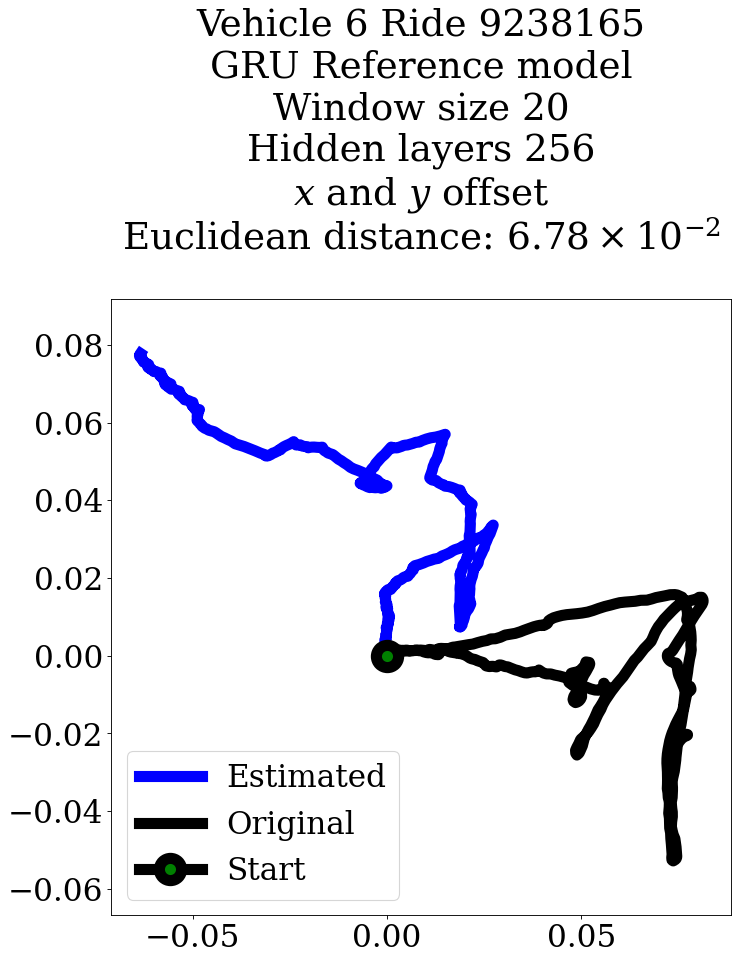 Vehicle 6 Ride 9238165
GRU Reference model
Window size 20
Hidden layers 256
x and y offset
Euclidean distance: 6.78 × 10⁻²
0.08
0.06
0.04
0.02
0.00
−0.02
−0.04
−0.06
Estimated
Original
Start
−0.05 0.00 0.05